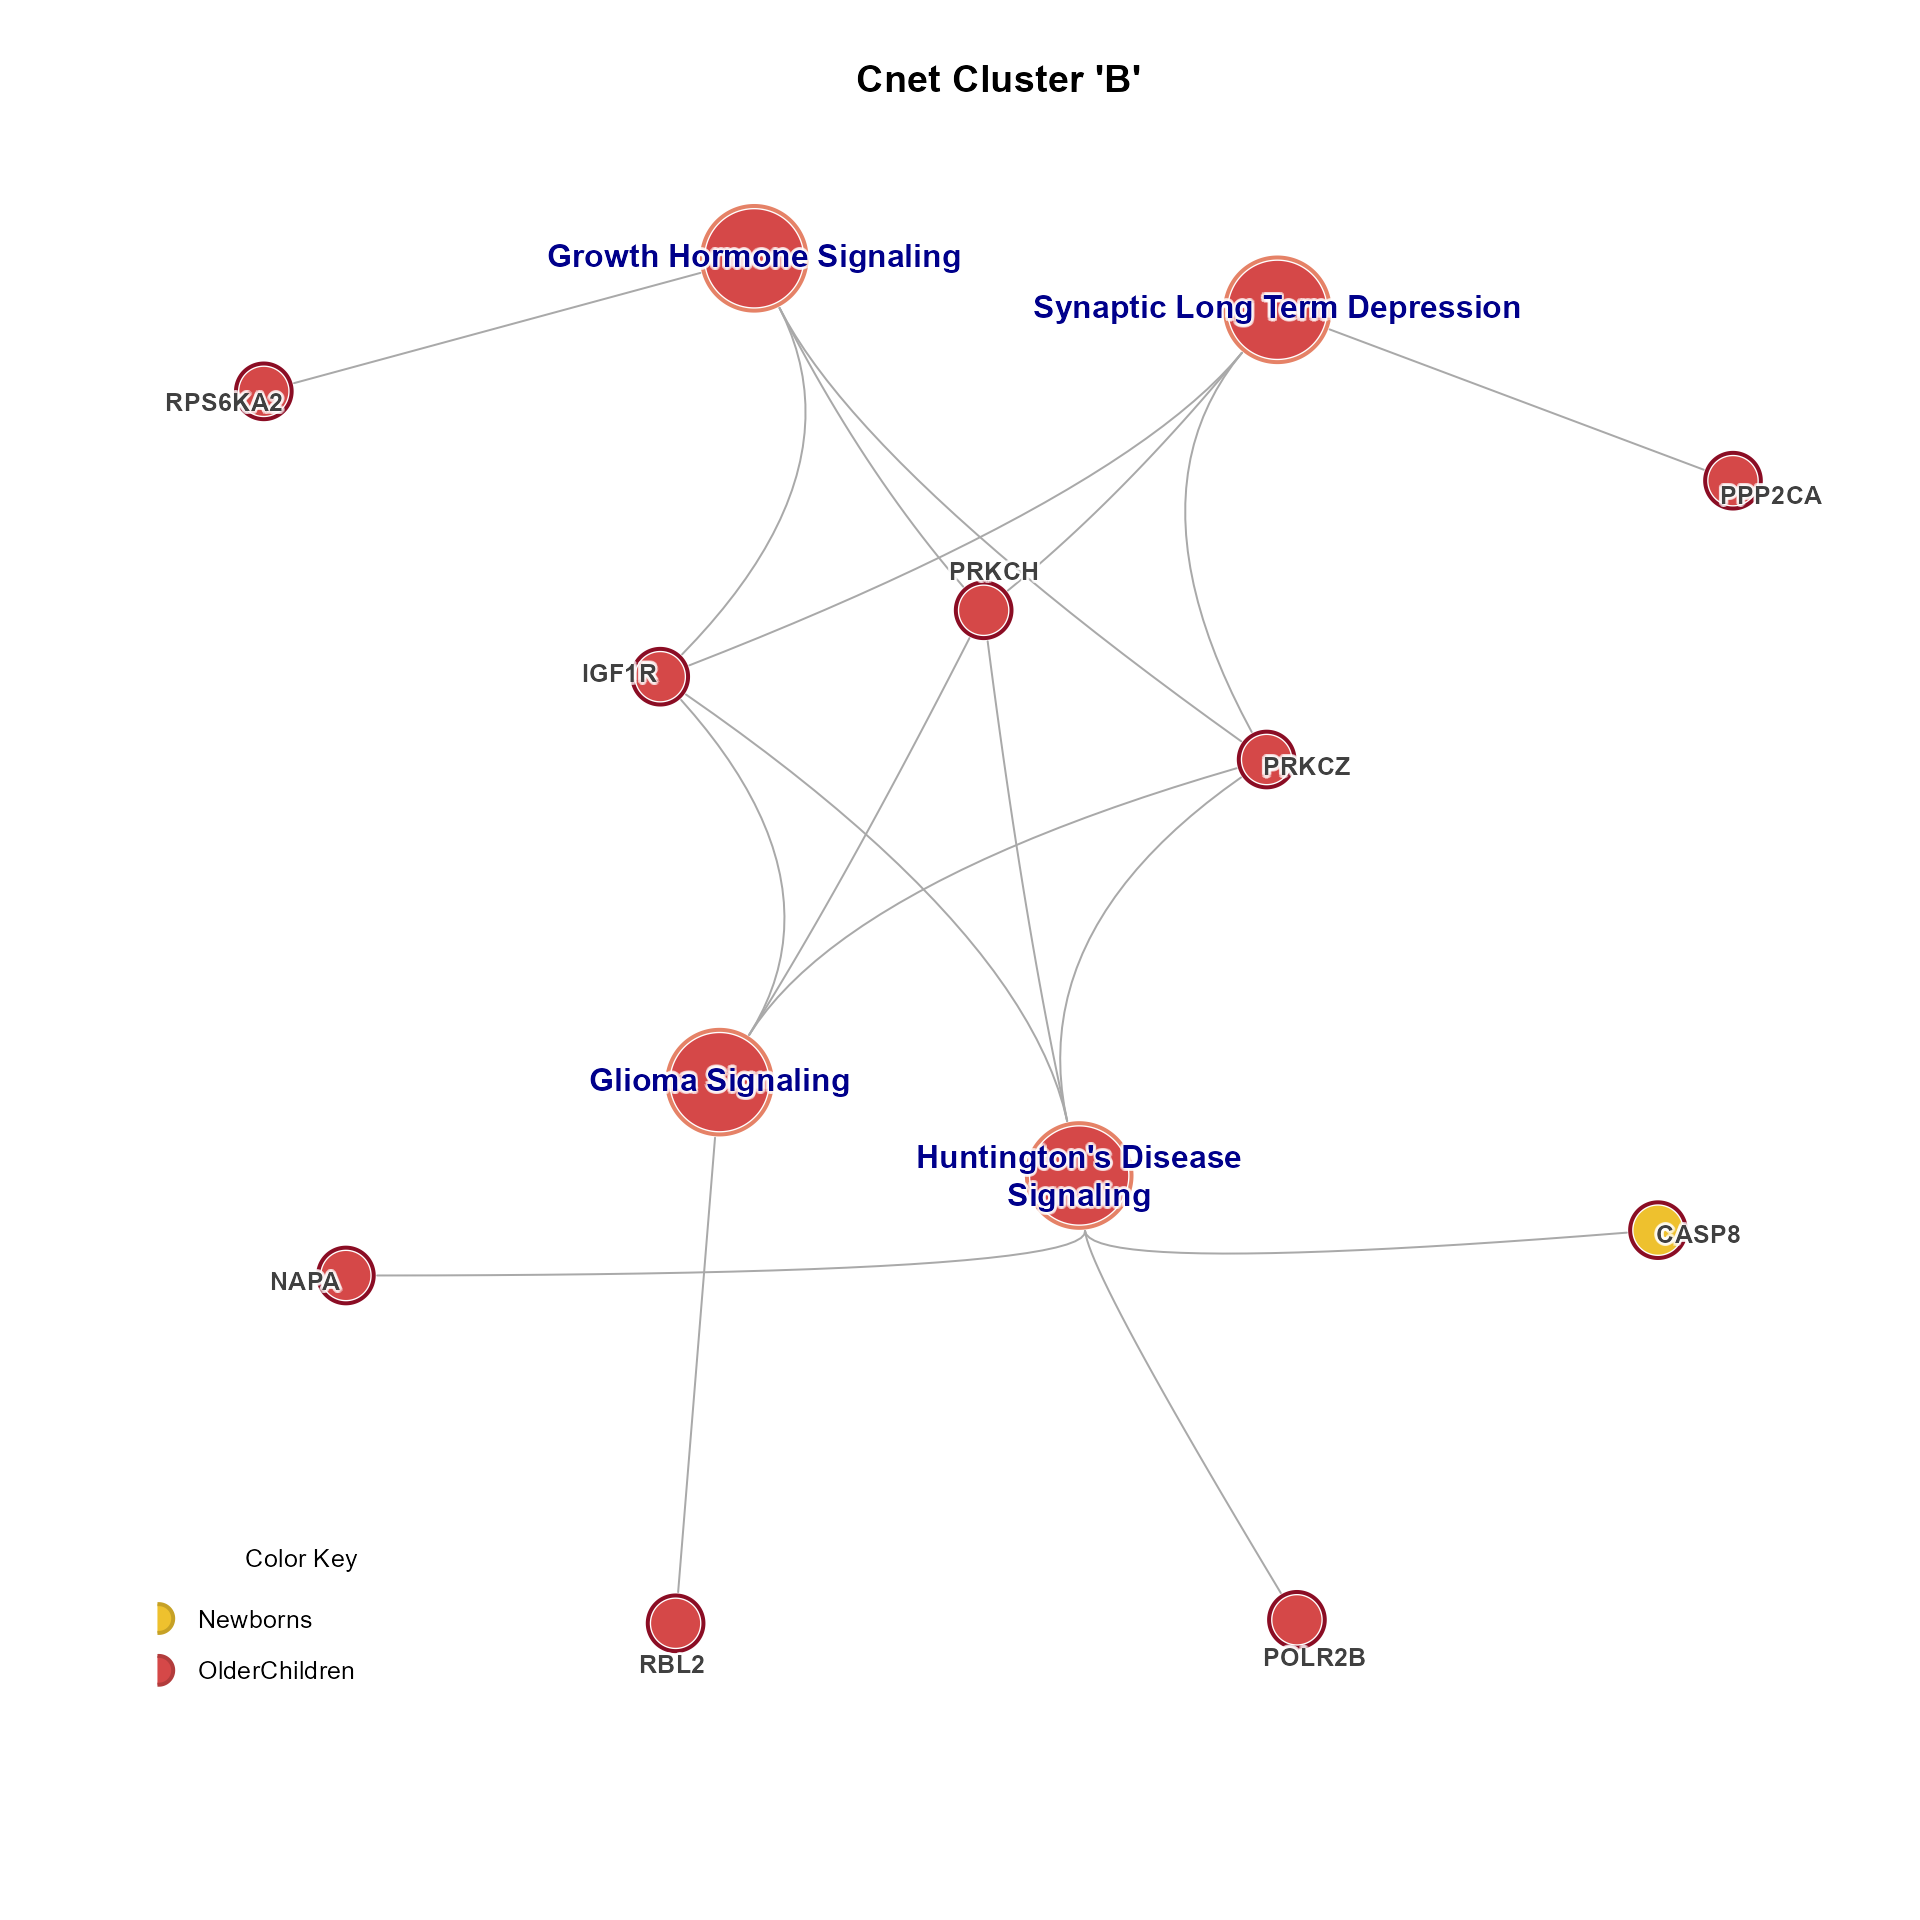 Cnet Cluster 'B'
Growth Hormone Signaling
Synaptic Long Term Depression
RPS6KA2
PPP2CA
PRKCH
IGF1R
PRKCZ
Glioma Signaling
Huntington's Disease
Signaling
CASP8
NAPA
Color Key
Newborns
OlderChildren
RBL2
POLR2B